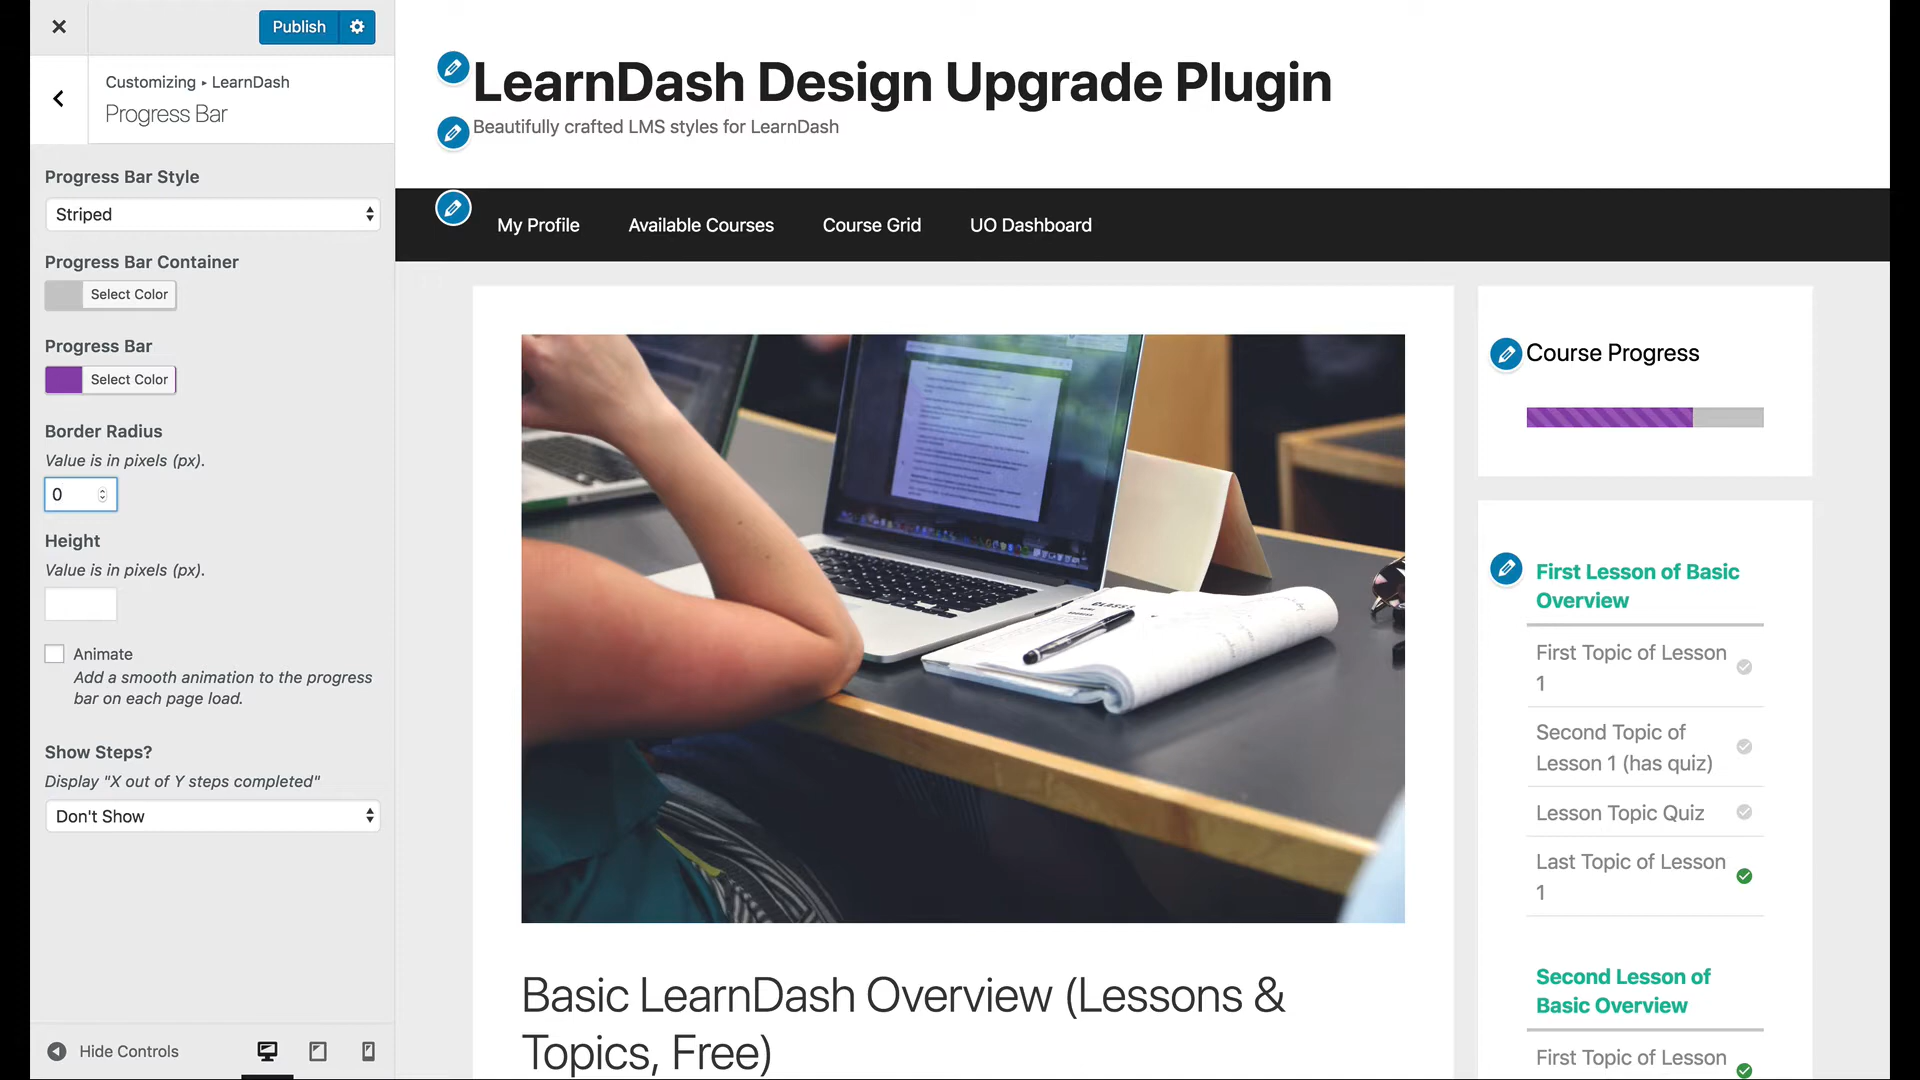 Publish
Customizing ▸ LearnDash
Progress Bar
Progress Bar Style
Striped
Progress Bar Container
Select Color
Progress Bar
Select Color
Border Radius
Value is in pixels (px).
0
Height
Value is in pixels (px).
Animate
Add a smooth animation to the progress
bar on each page load.
Show Steps?
Display "X out of Y steps completed"
Don't Show
Hide Controls
LearnDash Design Upgrade Plugin
Beautifully crafted LMS styles for LearnDash
My Profile
Available Courses
Course Grid
UO Dashboard
Basic LearnDash Overview (Lessons &
Topics, Free)
Course Progress
First Lesson of Basic
Overview
First Topic of Lesson
1
Second Topic of
Lesson 1 (has quiz)
Lesson Topic Quiz
Last Topic of Lesson
1
Second Lesson of
Basic Overview
First Topic of Lesson